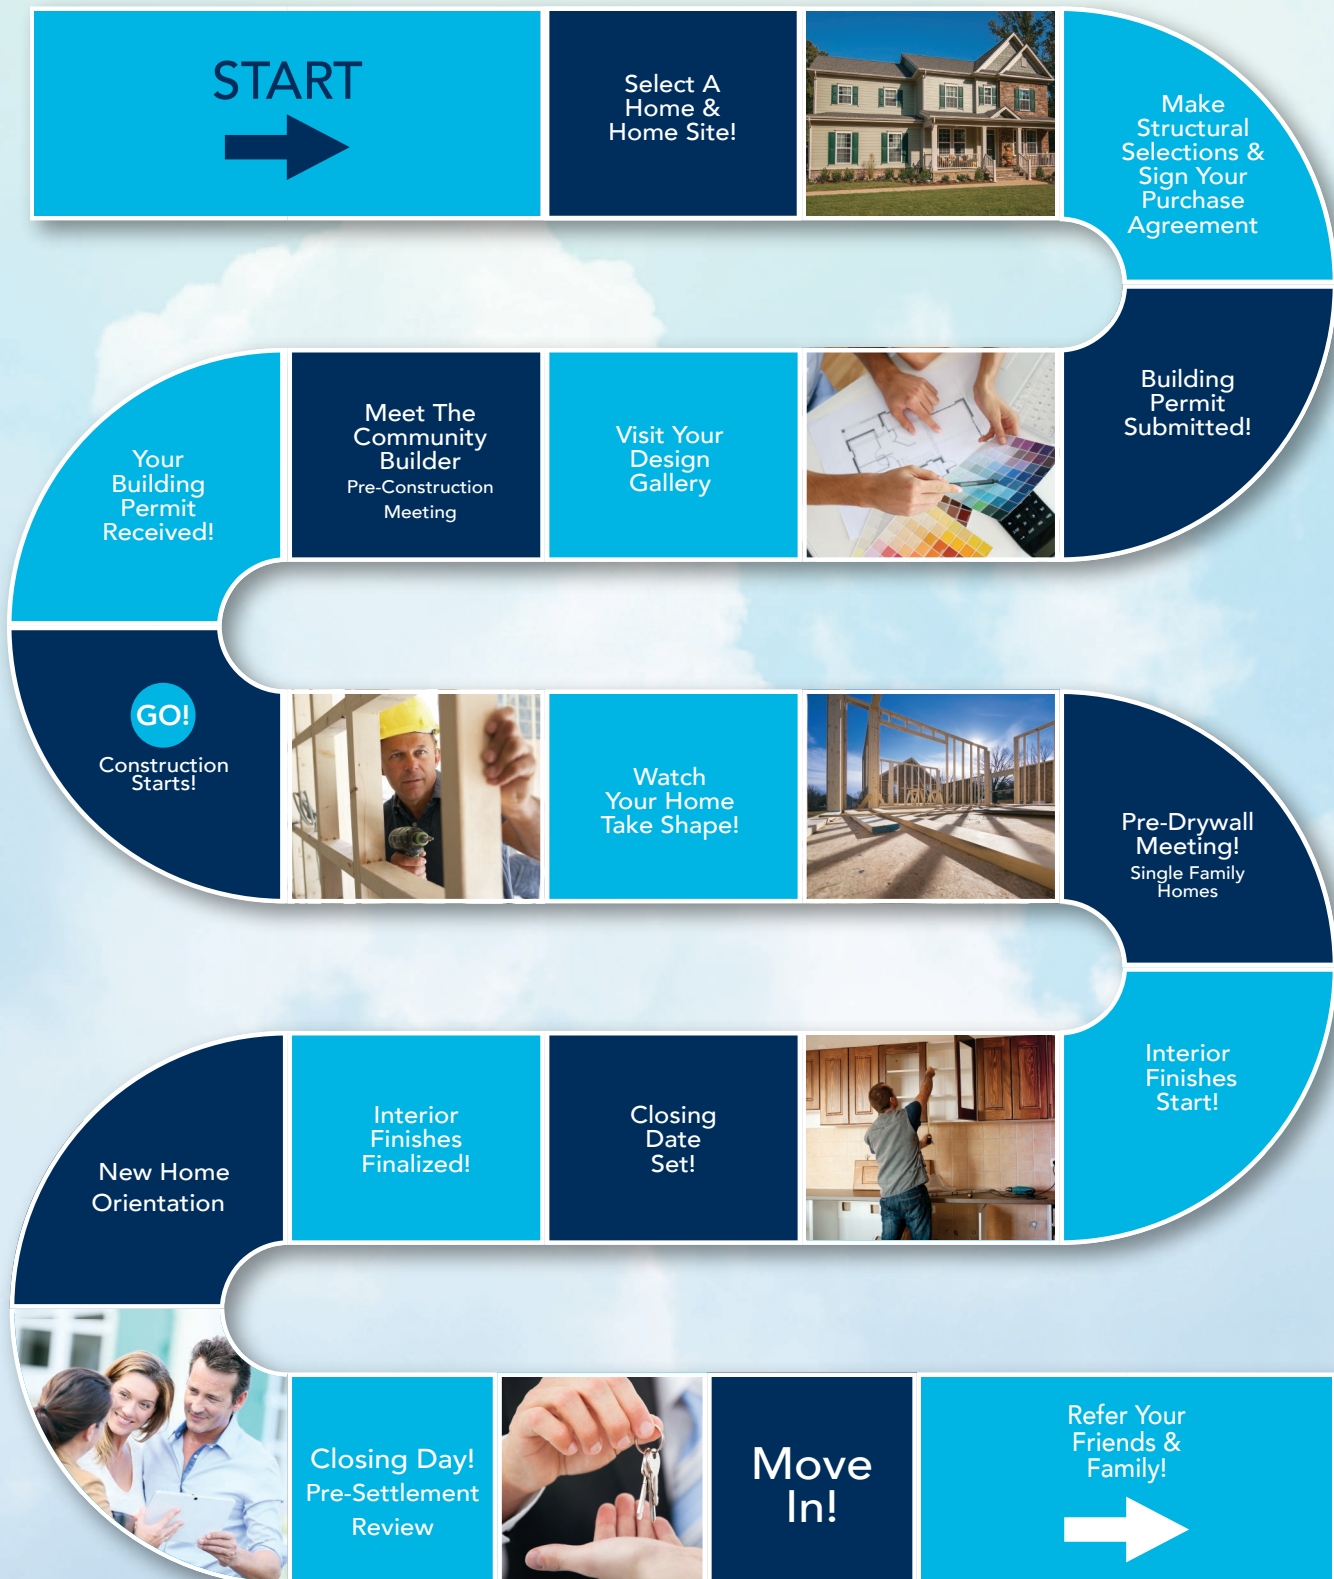 START
Select A
Home &
Home Site!
Make
Structural
Selections &
Sign Your
Purchase
Agreement
Building
Permit
Submitted!
Visit Your
Design
Gallery
Meet The
Community
Builder
Pre-Construction
Meeting
Your
Building
Permit
Received!
GO!
Construction
Starts!
Watch
Your Home
Take Shape!
Pre-Drywall
Meeting!
Single Family
Homes
Interior
Finishes
Start!
Closing
Date
Set!
Interior
Finishes
Finalized!
New Home
Orientation
Closing Day!
Pre-Settlement
Review
Move
In!
Refer Your
Friends &
Family!